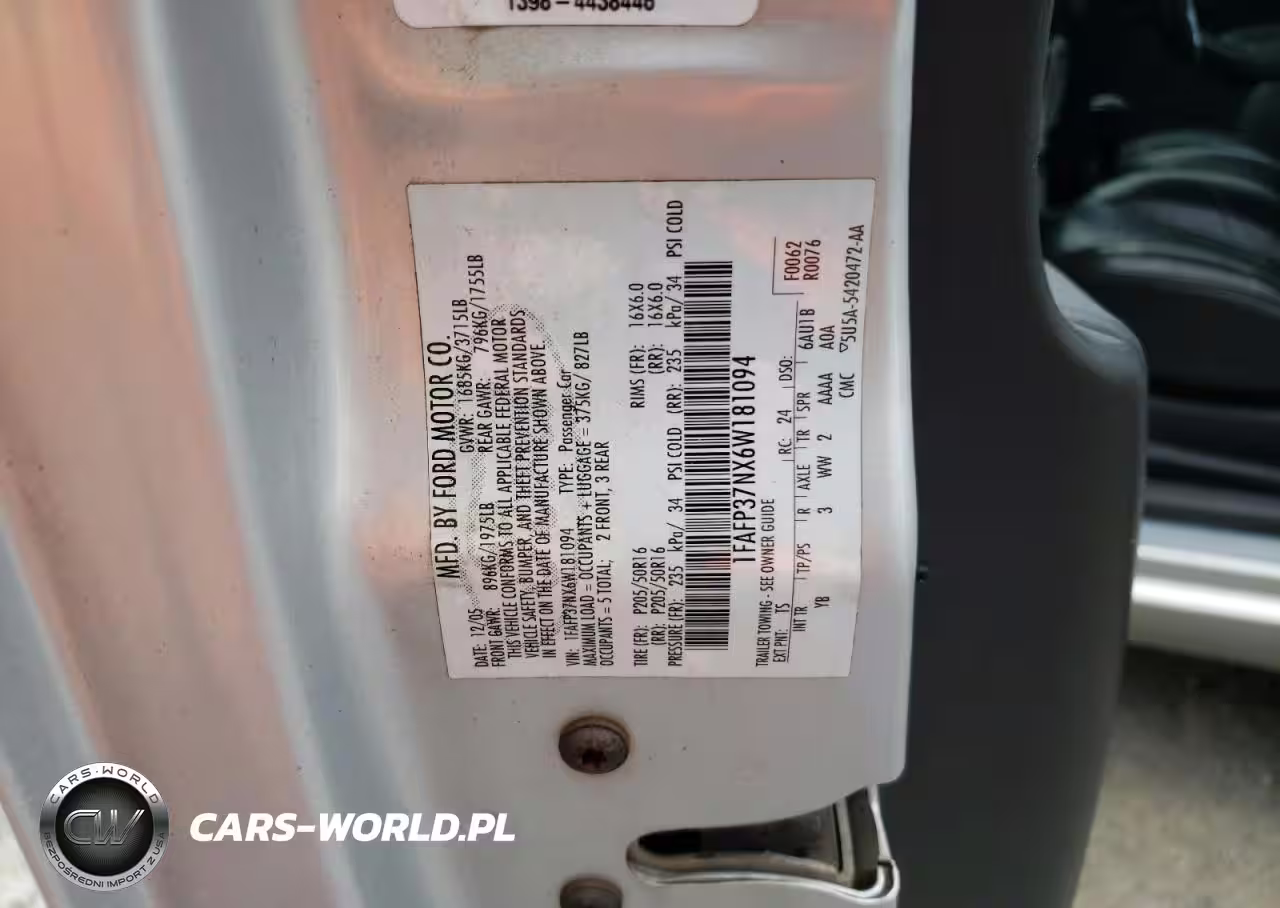 1398-4438446
MFD. BY FORD MOTOR CO.
DATE: 12/05 GVWR: 1685KG/3715LB
FRONT GAWR: 896KG/1975LB REAR GAWR: 796KG/1755LB
THIS VEHICLE CONFORMS TO ALL APPLICABLE FEDERAL MOTOR
VEHICLE SAFETY, BUMPER, AND THEFT PREVENTION STANDARDS
IN EFFECT ON THE DATE OF MANUFACTURE SHOWN ABOVE.
VIN: 1FAFP37NX6W181094 TYPE: Passenger Car
MAXIMUM LOAD = OCCUPANTS + LUGGAGE = 375KG/ 827LB
OCCUPANTS = 5 TOTAL; 2 FRONT, 3 REAR
TIRE (FR): P205/50R16 RIMS (FR): 16X6.0
(RR): P205/50R16 (RR): 16X6.0
PRESSURE (FR): 235 kPa/ 34 PSI COLD (RR): 235 kPa/ 34 PSI COLD
1FAFP37NX6W181094
TRAILER TOWING - SEE OWNER GUIDE
F0062
EXT PNT: TS RC: 24 DSO: R0076
INT TR TP/PS R AXLE TR SPR 6AU1B
YB 3 WW 2 AAAA A0A
CMC ▽5U5A-5420472-AA
CARS-WORLD
CW
BEZPOŚREDNI IMPORT Z USA
CARS-WORLD.PL